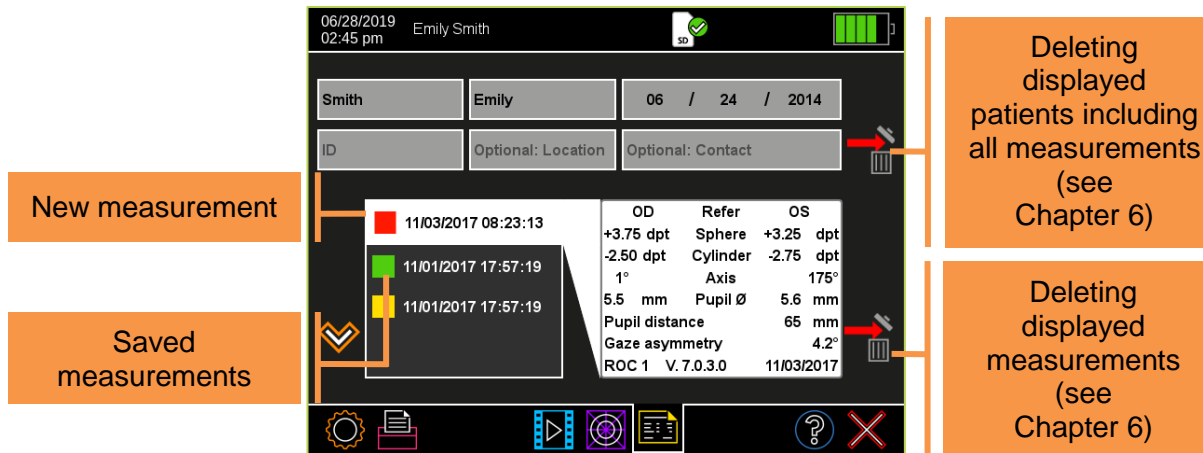 06/28/2019
02:45 pm
Emily Smith
SD
Smith
Emily
06 / 24 / 2014
ID
Optional: Location
Optional: Contact
Deleting
displayed
patients including
all measurements
(see
Chapter 6)
New measurement
11/03/2017 08:23:13
11/01/2017 17:57:19
11/01/2017 17:57:19
OD Refer OS
+3.75 dpt Sphere +3.25 dpt
-2.50 dpt Cylinder -2.75 dpt
1° Axis 175°
5.5 mm Pupil Ø 5.6 mm
Pupil distance 65 mm
Gaze asymmetry 4.2°
ROC 1 V. 7.0.3.0 11/03/2017
Saved
measurements
Deleting
displayed
measurements
(see
Chapter 6)
?